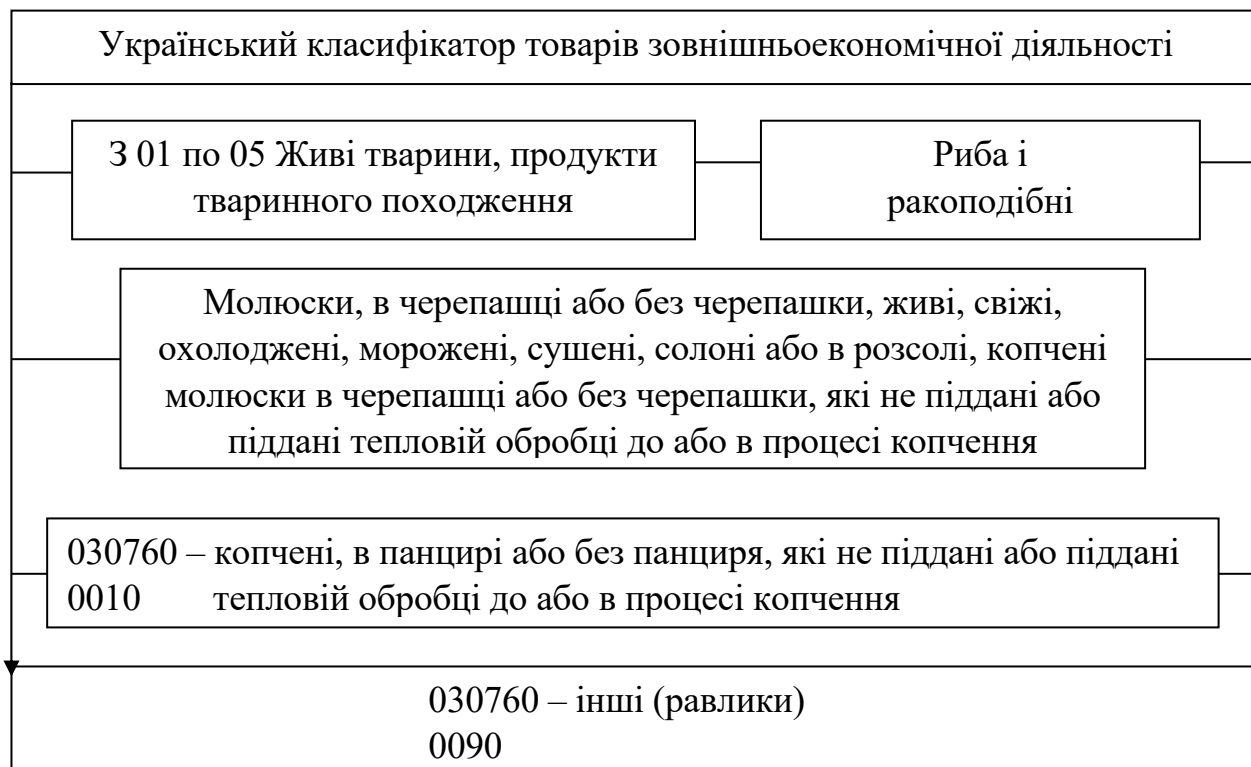 Український класифікатор товарів зовнішньоекономічної діяльності
З 01 по 05 Живі тварини, продукти
тваринного походження
Риба і
ракоподібні
Молюски, в черепашці або без черепашки, живі, свіжі,
охолоджені, морожені, сушені, солоні або в розсолі, копчені
молюски в черепашці або без черепашки, які не піддані або
піддані тепловій обробці до або в процесі копчення
030760 – копчені, в панцирі або без панциря, які не піддані або піддані
0010 тепловій обробці до або в процесі копчення
030760 – інші (равлики)
0090